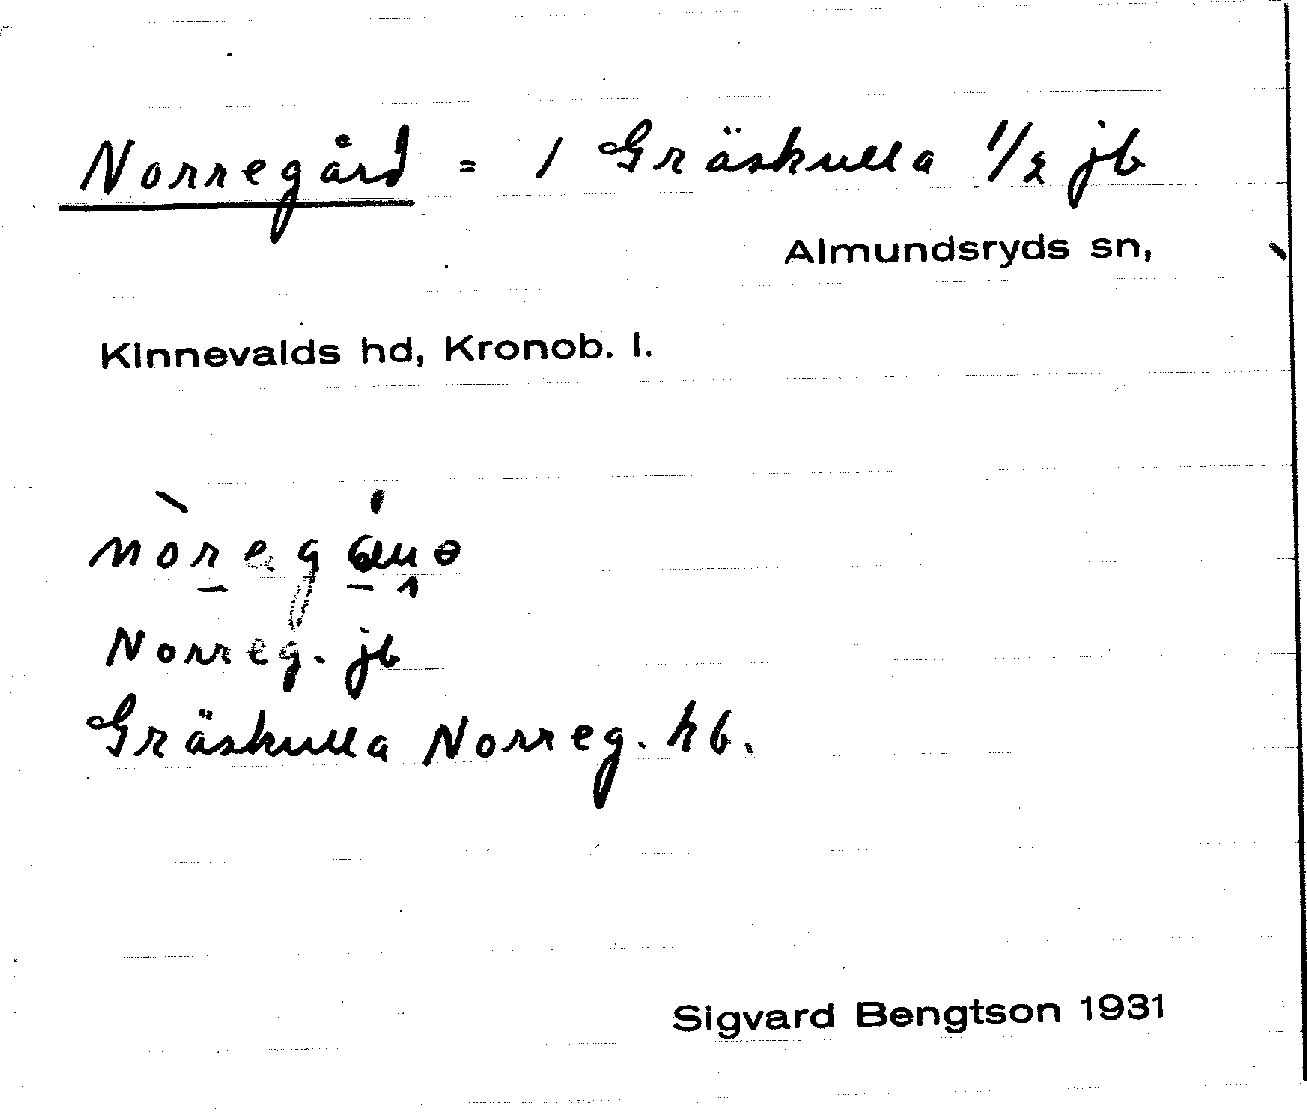 Norregård = 1 Gräskulla 1/2 jb
Almundsryds sn,
Kinnevalds hd, Kronob. l.
Norreg. jb
Gräskulla Norreg. hb.
Sigvard Bengtson 1931